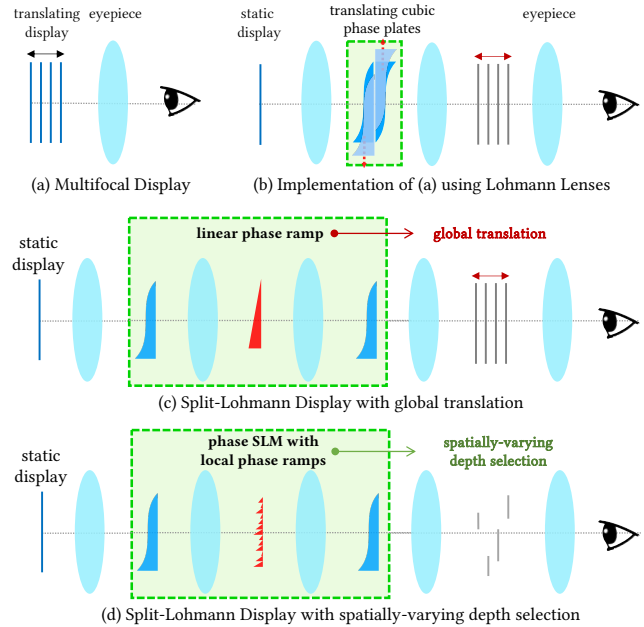 translating
display
eyepiece
(a) Multifocal Display
static
display
translating cubic
phase plates
eyepiece
(b) Implementation of (a) using Lohmann Lenses
static
display
linear phase ramp
global translation
(c) Split-Lohmann Display with global translation
static
display
phase SLM with
local phase ramps
spatially-varying
depth selection
(d) Split-Lohmann Display with spatially-varying depth selection